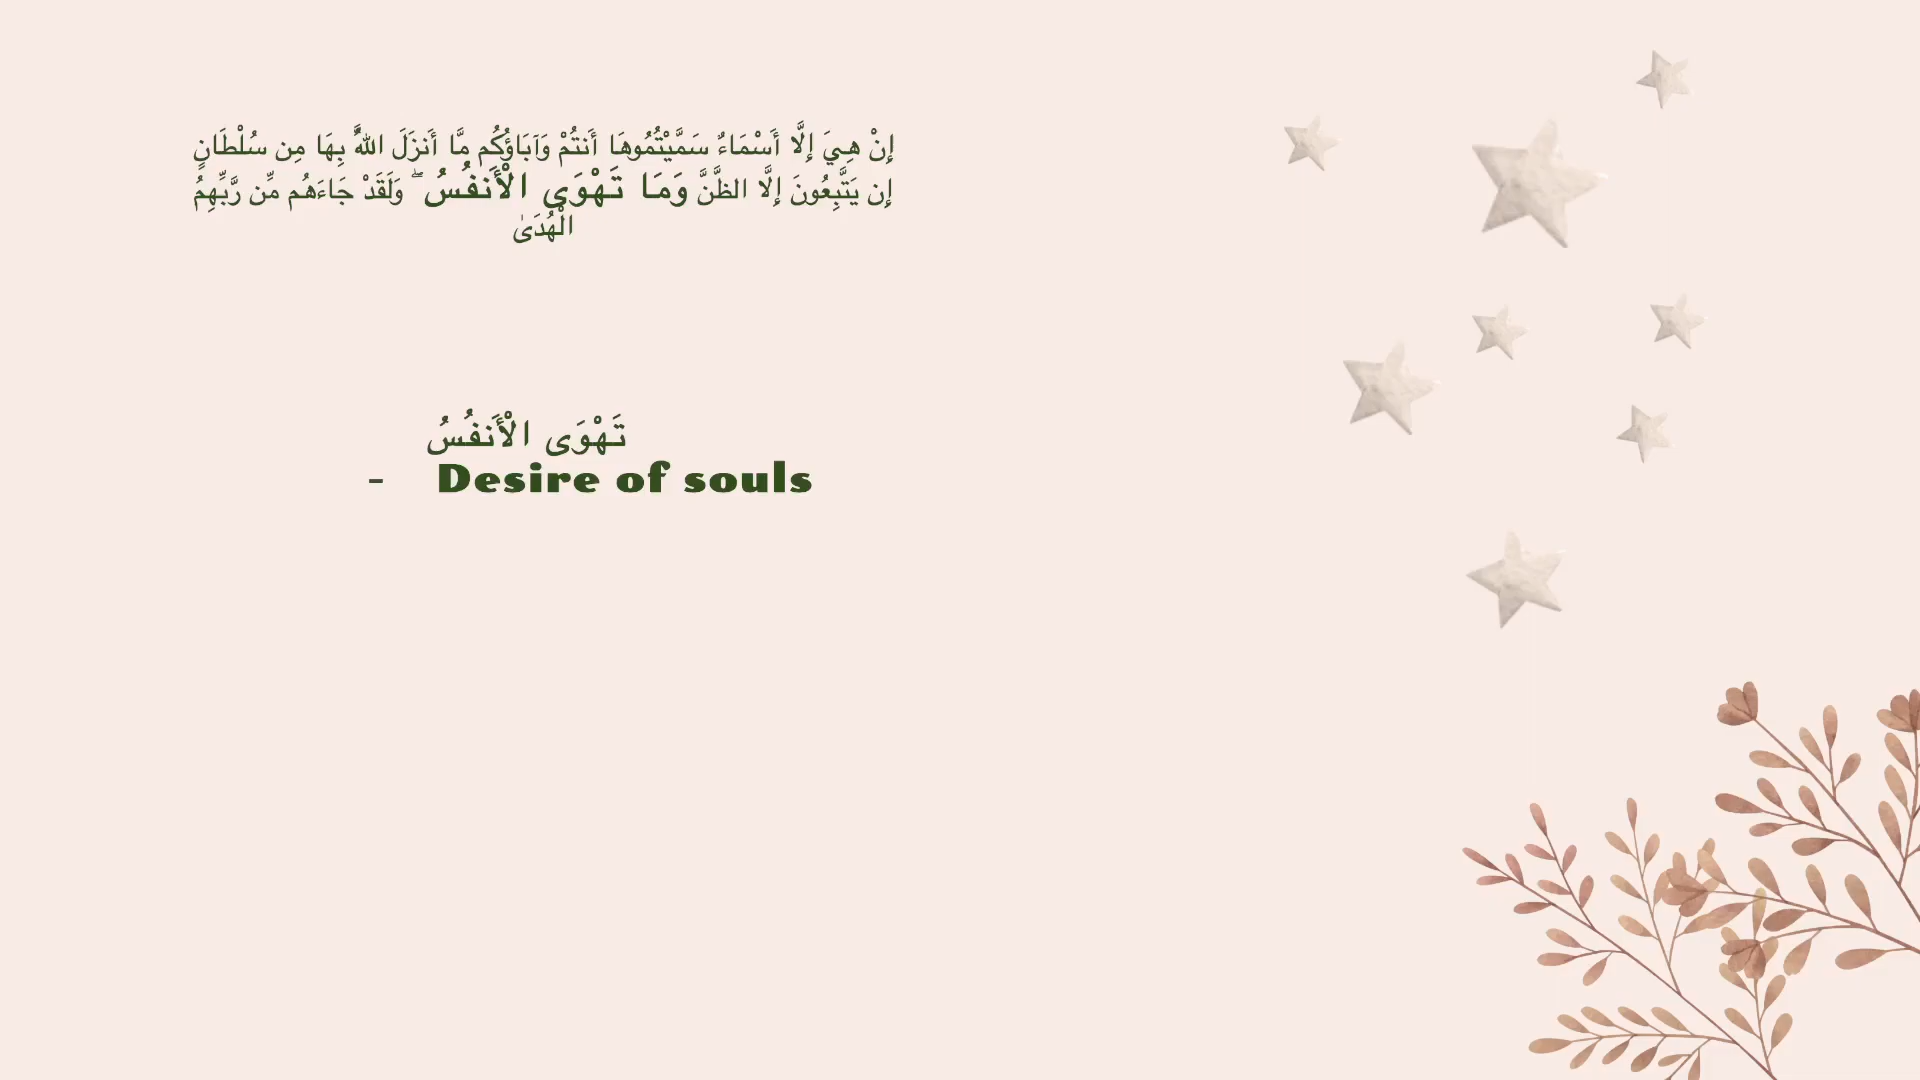 إِنْ هِيَ إِلَّا أَسْمَاءٌ سَمَّيْتُمُوهَا أَنتُمْ وَآبَاؤُكُم مَّا أَنزَلَ اللَّهُ بِهَا مِن سُلْطَانٍ
إِن يَتَّبِعُونَ إِلَّا الظَّنَّ وَمَا تَهْوَى الْأَنفُسُ ۖ وَلَقَدْ جَاءَهُم مِّن رَّبِّهِمُ
الْهُدَىٰ
تَهْوَى الْأَنفُسُ
- Desire of souls